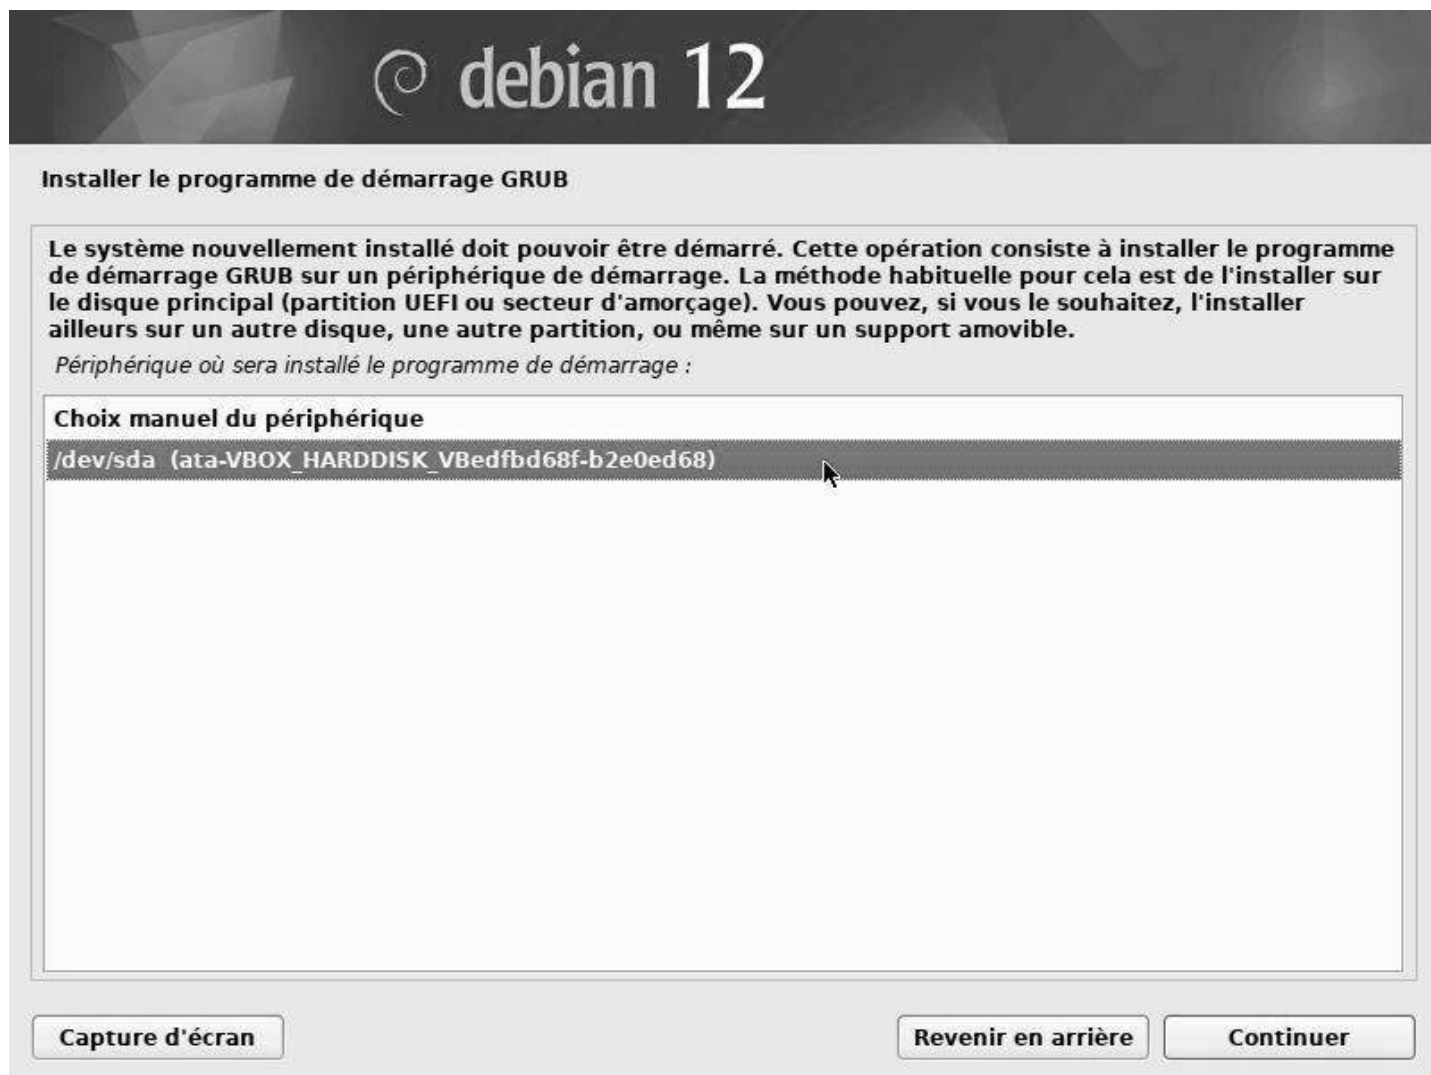 debian 12
Installer le programme de démarrage GRUB
Le système nouvellement installé doit pouvoir être démarré. Cette opération consiste à installer le programme
de démarrage GRUB sur un périphérique de démarrage. La méthode habituelle pour cela est de l'installer sur
le disque principal (partition UEFI ou secteur d'amorçage). Vous pouvez, si vous le souhaitez, l'installer
ailleurs sur un autre disque, une autre partition, ou même sur un support amovible.
Périphérique où sera installé le programme de démarrage :
Choix manuel du périphérique
/dev/sda (ata-VBOX_HARDDISK_VBedfbd68f-b2e0ed68)
Capture d'écran
Revenir en arrière
Continuer